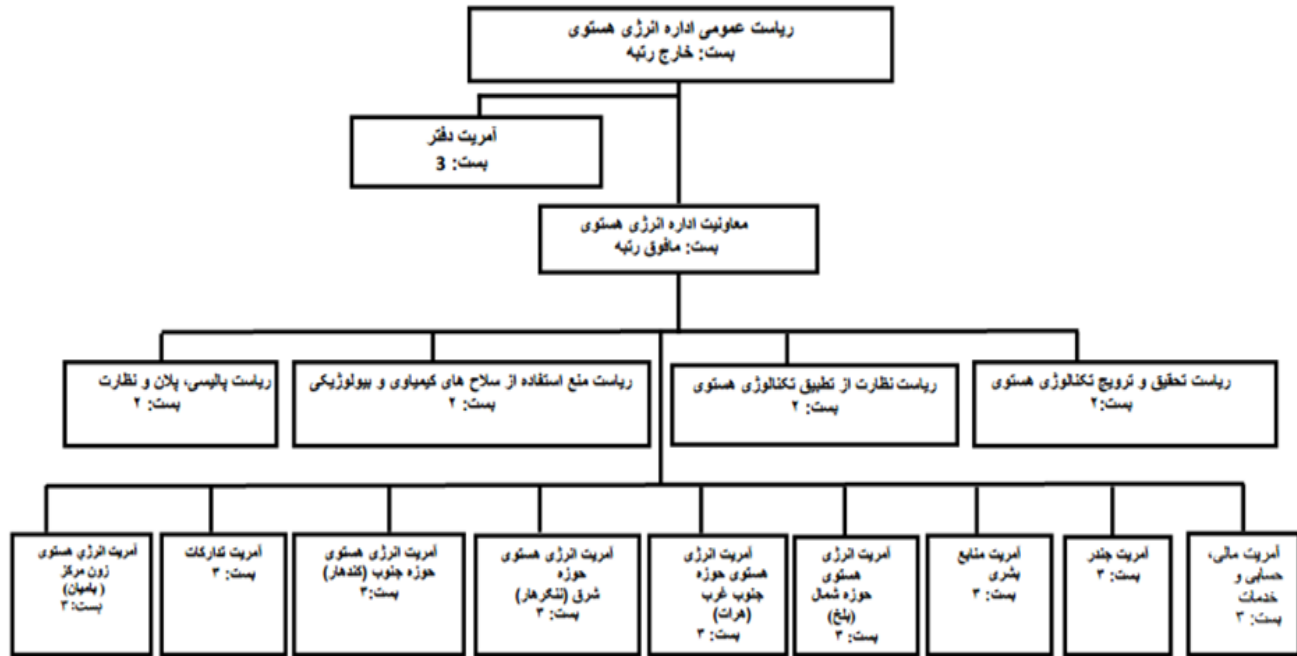 ریاست عمومی اداره انرژی هستوی
بست: خارج رتبه
آمریت دفتر
بست: 3
معاونیت اداره انرژی هستوی
بست: مافوق رتبه
ریاست تحقیق و ترویج تکنالوژی هستوی
بست:۲
ریاست نظارت از تطبیق تکنالوژی هستوی
بست: ۲
ریاست منع استفاده از سلاح های کیمیاوی و بیولوژیکی
بست: ۲
ریاست پالیسی، پلان و نظارت
بست: ۲
آمریت مالی،
حسابی و
خدمات
بست: ۳
آمریت جندر
بست: ۳
آمریت منابع
بشری
بست: ۳
آمریت انرژی
هستوی
حوزه شمال
(بلخ)
بست: ۳
آمریت انرژی
هستوی حوزه
جنوب غرب
(هرات)
بست: ۳
آمریت انرژی هستوی
حوزه
شرق (ننگرهار)
بست: ۳
آمریت انرژی هستوی
حوزه جنوب (کندهار)
بست:۳
آمریت تدارکات
بست: ۳
آمریت انرژی هستوی
زون مرکز
(بامیان)
بست:۳